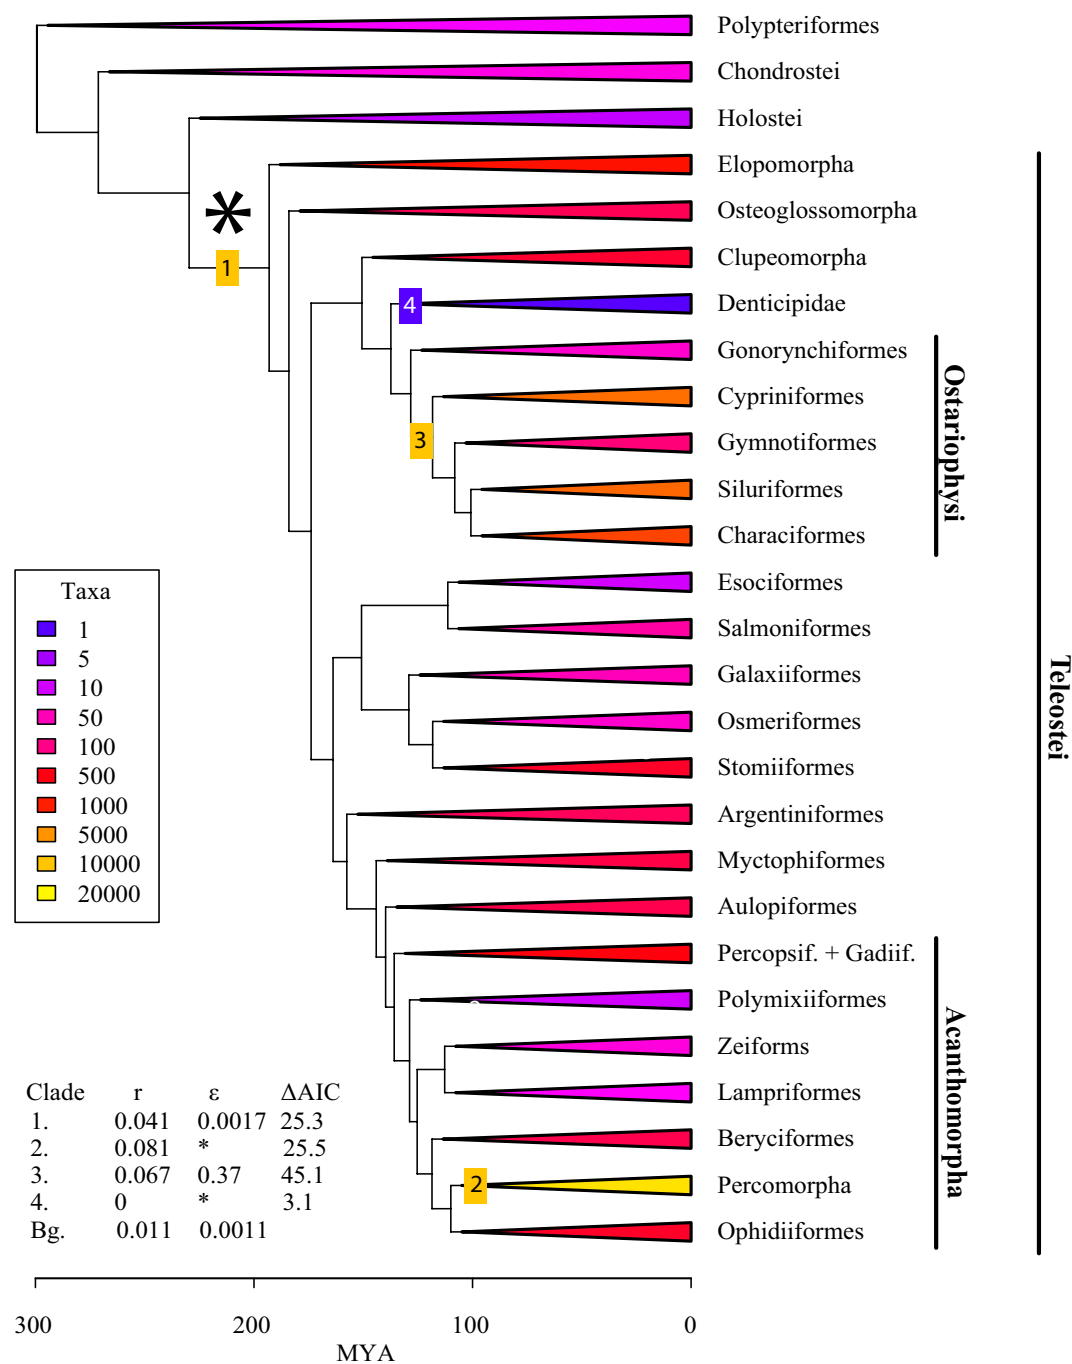 Polypteriformes
Chondrostei
Holostei
Elopomorpha
Osteoglossomorpha
Clupeomorpha
Denticipidae
Gonorynchiformes
Cypriniformes
Gymnotiformes
Siluriformes
Characiformes
Esociformes
Salmoniformes
Galaxiiformes
Osmeriformes
Stomiiformes
Argentiniformes
Myctophiformes
Aulopiformes
Percopsif. + Gadiif.
Polymixiiformes
Zeiforms
Lampriformes
Beryciformes
Percomorpha
Ophidiiformes
Ostariophysi
Acanthomorpha
Teleostei
*
1
4
3
2
Taxa
1
5
10
50
100
500
1000
5000
10000
20000
Clade r ε ΔAIC
1. 0.041 0.0017 25.3
2. 0.081 * 25.5
3. 0.067 0.37 45.1
4. 0 * 3.1
Bg. 0.011 0.0011
300 200 100 0
MYA